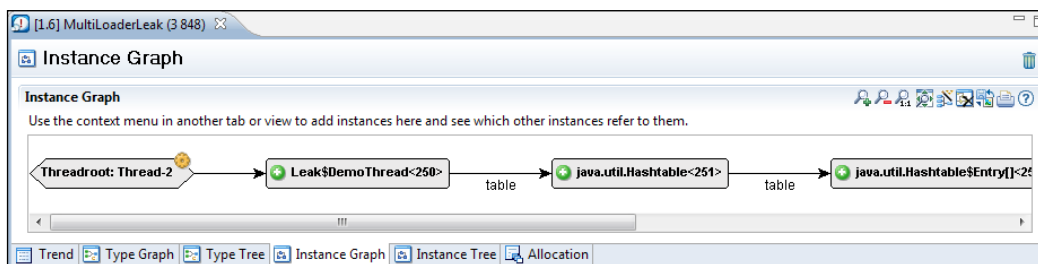 [1.6] MultiLoaderLeak (3 848)
Instance Graph
Instance Graph
Use the context menu in another tab or view to add instances here and see which other instances refer to them.
Threadroot: Thread-2 Leak$DemoThread<250> java.util.Hashtable<251> java.util.Hashtable$Entry[]<25
table table
Trend Type Graph Type Tree Instance Graph Instance Tree Allocation